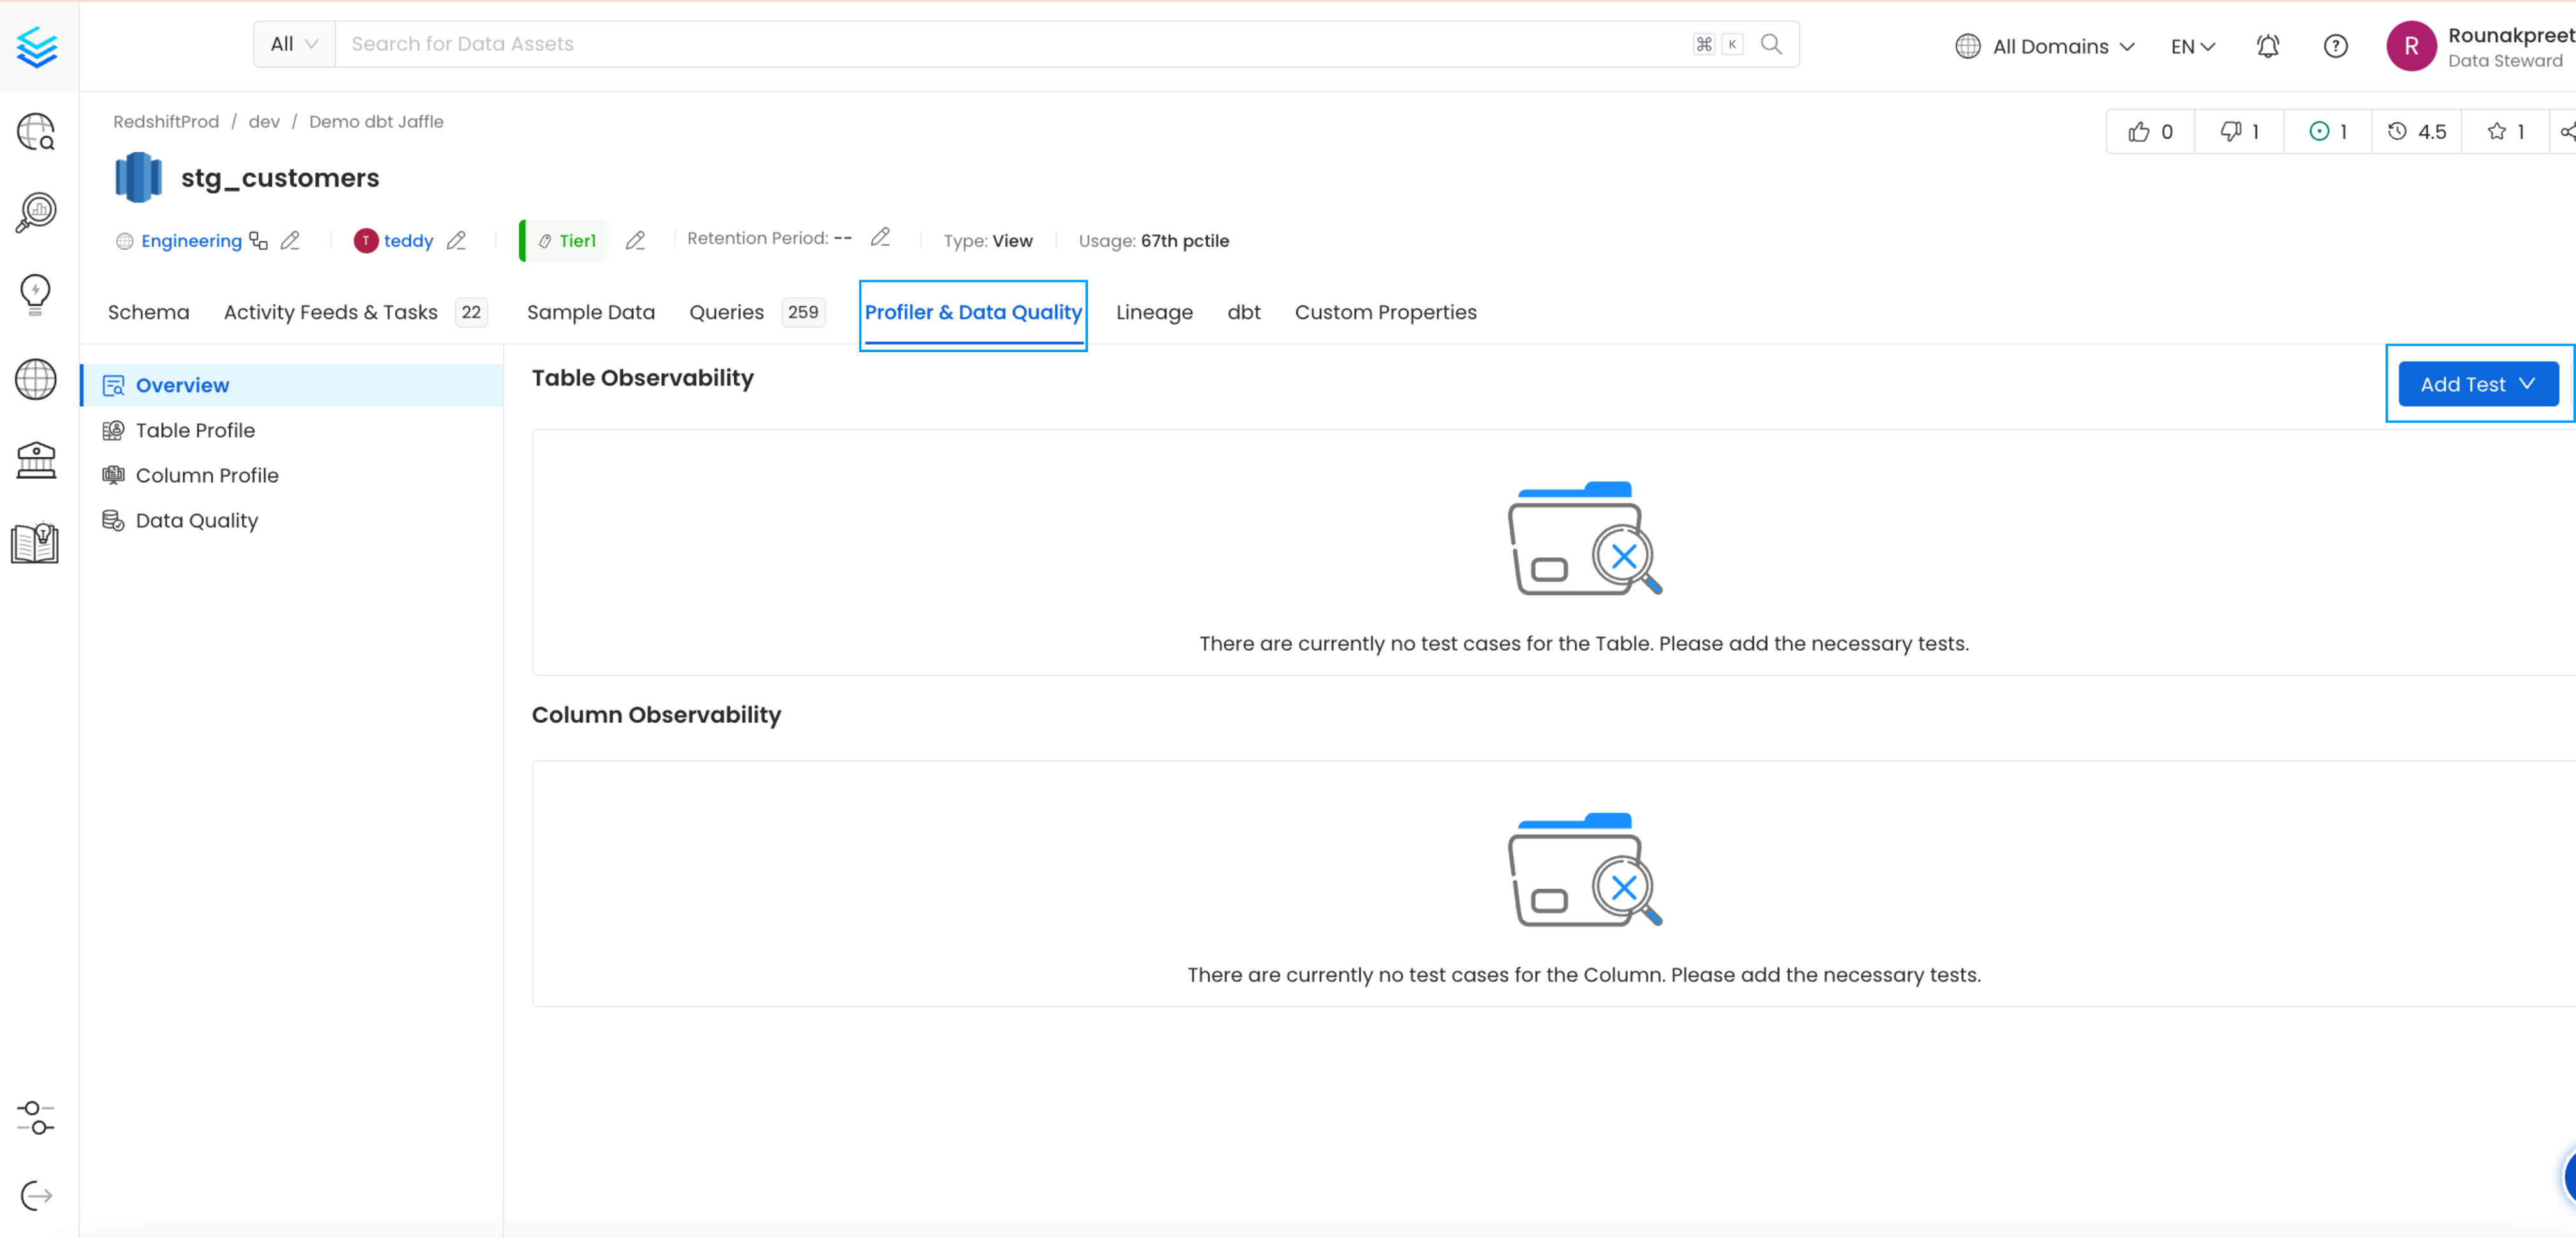 All Search for Data Assets ⌘ K All Domains EN R Rounakpreet
Data Steward
RedshiftProd / dev / Demo dbt Jaffle 0 1 1 4.5 1
stg_customers
Engineering T teddy Tier1 Retention Period: -- Type: View Usage: 67th pctile
Schema Activity Feeds & Tasks 22 Sample Data Queries 259 Profiler & Data Quality Lineage dbt Custom Properties
Overview
Table Profile
Column Profile
Data Quality
Table Observability Add Test
There are currently no test cases for the Table. Please add the necessary tests.
Column Observability
There are currently no test cases for the Column. Please add the necessary tests.